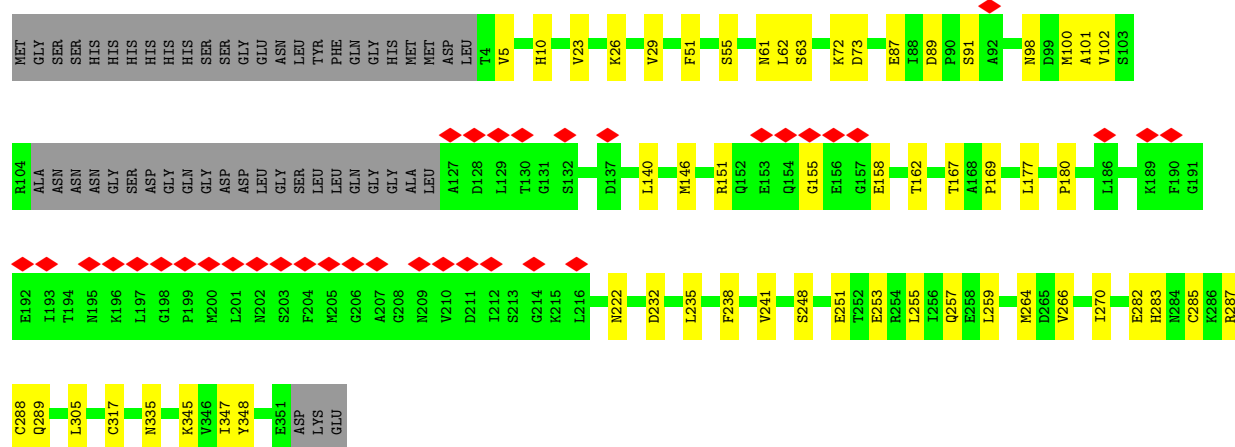 MET GLY SER SER HIS HIS HIS HIS HIS HIS SER SER GLY GLU ASN LEU TYR PHE GLN GLY HIS MET MET ASP LEU T4 V5 H10 V23 K26 V29 F51 S55 N61 L62 S63 K72 D73 E87 I88 D89 P90 S91 A92 N98 D99 M100 A101 V102 S103
R104 ALA ASN ASN ASN GLY SER ASP GLY GLN GLY ASP ASP LEU GLY SER LEU LEU GLN GLY GLY ALA LEU A127 D128 L129 T130 G131 S132 D137 L140 M146 R151 Q152 E153 Q154 G155 E156 G157 E158 T162 T167 A168 P169 L177 P180 L186 K189 F190 G191
E192 I193 T194 N195 K196 L197 G198 P199 M200 L201 N202 S203 F204 M205 G206 A207 G208 N209 V210 D211 I212 S213 G214 K215 L216 N222 D232 L235 F238 V241 S248 E251 T252 E253 R254 L255 I256 Q257 E258 L259 M264 D265 V266 I270 E282 H283 N284 C285 K286 R287
C288 Q289 L305 C317 N335 K345 V346 I347 Y348 E351 ASP LYS GLU